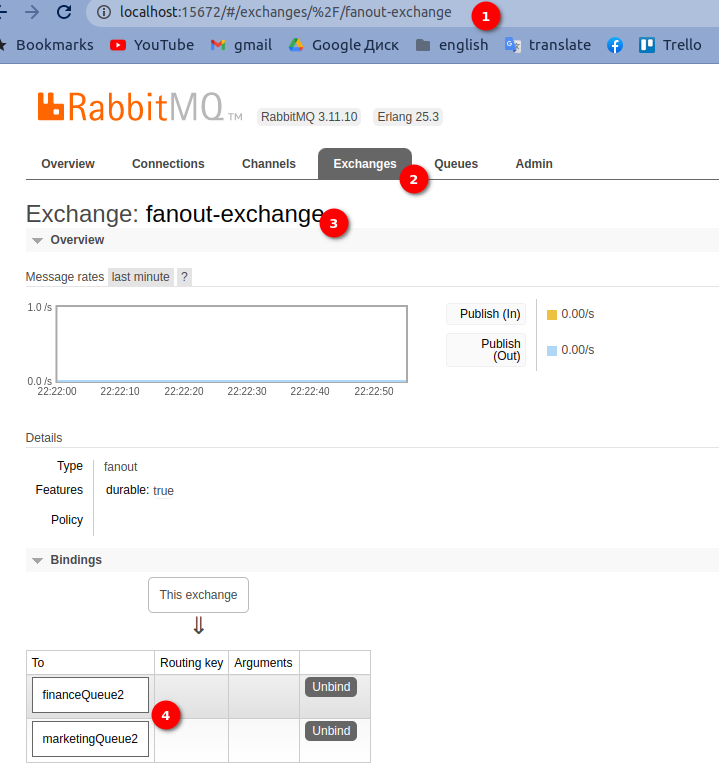 localhost:15672/#/exchanges/%2F/fanout-exchange 1
Bookmarks YouTube gmail Google Диск english translate Trello
RabbitMQ TM RabbitMQ 3.11.10 Erlang 25.3
Overview Connections Channels Exchanges Queues Admin
2
Exchange: fanout-exchange 3
Overview
Message rates last minute ?
1.0 /s
0.0 /s
22:22:00 22:22:10 22:22:20 22:22:30 22:22:40 22:22:50
Publish (In) 0.00/s
Publish (Out) 0.00/s
Details
Type fanout
Features durable: true
Policy
Bindings
This exchange
⇓
To Routing key Arguments
financeQueue2 Unbind
4
marketingQueue2 Unbind